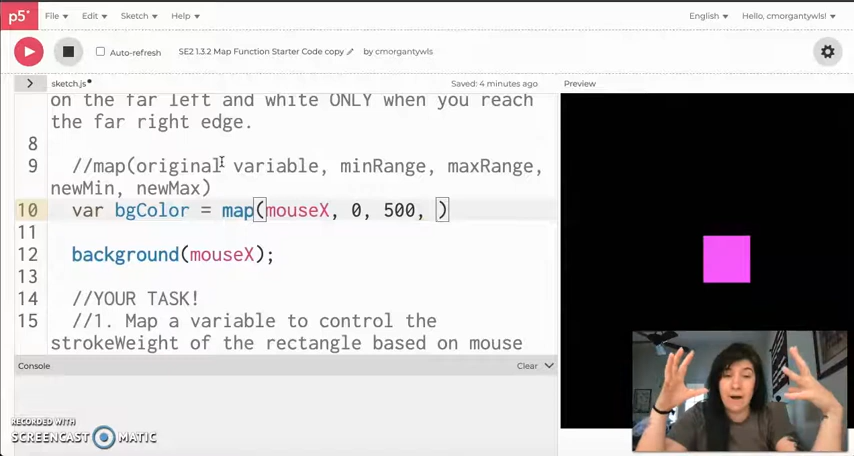 p5* File Edit Sketch Help English Hello, cmorgantywls!
Auto-refresh SE2 1.3.2 Map Function Starter Code copy by cmorgantywls
> sketch.js• Saved: 4 minutes ago Preview
on the far left and white ONLY when you reach
the far right edge.
8
9 //map(original variable, minRange, maxRange,
newMin, newMax)
10 var bgColor = map(mouseX, 0, 500, )
11
12 background(mouseX);
13
14 //YOUR TASK!
15 //1. Map a variable to control the
strokeWeight of the rectangle based on mouse
Console Clear
RECORDED WITH
SCREENCAST MATIC